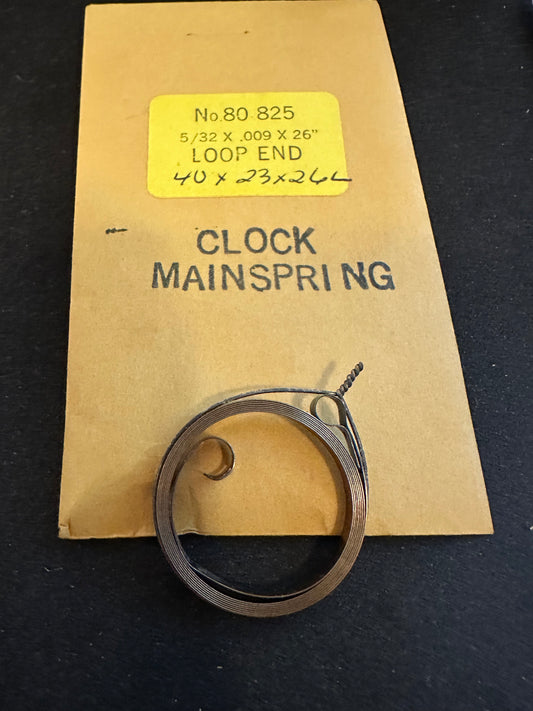 No.80 825
5/32 X .009 X 26"
LOOP END
40 x 23 x 26L
CLOCK
MAINSPRING